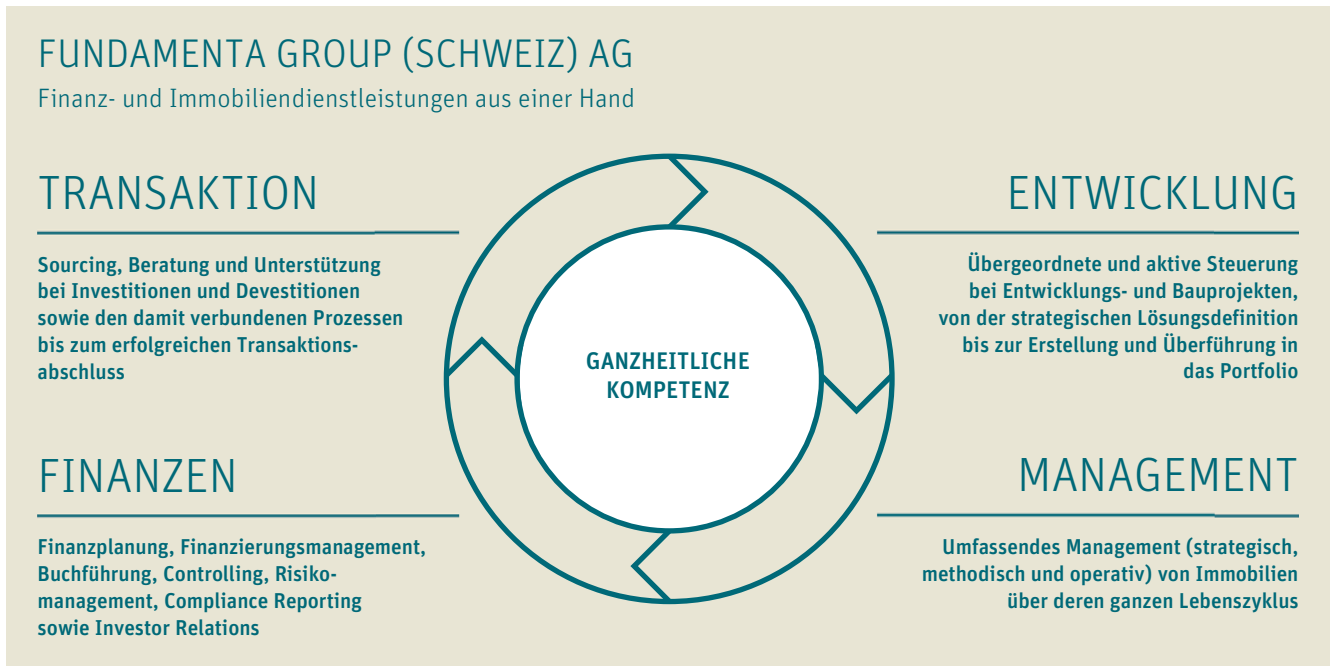 FUNDAMENTA GROUP (SCHWEIZ) AG
Finanz- und Immobiliendienstleistungen aus einer Hand
TRANSAKTION
Sourcing, Beratung und Unterstützung
bei Investitionen und Devestitionen
sowie den damit verbundenen Prozessen
bis zum erfolgreichen Transaktions-
abschluss
ENTWICKLUNG
Übergeordnete und aktive Steuerung
bei Entwicklungs- und Bauprojekten,
von der strategischen Lösungsdefinition
bis zur Erstellung und Überführung in
das Portfolio
GANZHEITLICHE
KOMPETENZ
FINANZEN
Finanzplanung, Finanzierungsmanagement,
Buchführung, Controlling, Risiko-
management, Compliance Reporting
sowie Investor Relations
MANAGEMENT
Umfassendes Management (strategisch,
methodisch und operativ) von Immobilien
über deren ganzen Lebenszyklus